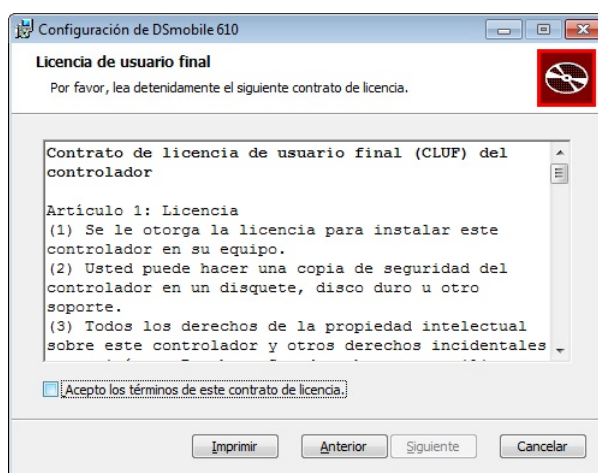 Configuración de DSmobile 610
Licencia de usuario final
Por favor, lea detenidamente el siguiente contrato de licencia.
Contrato de licencia de usuario final (CLUF) del
controlador
Artículo 1: Licencia
(1) Se le otorga la licencia para instalar este
controlador en su equipo.
(2) Usted puede hacer una copia de seguridad del
controlador en un disquete, disco duro u otro
soporte.
(3) Todos los derechos de la propiedad intelectual
sobre este controlador y otros derechos incidentales
Acepto los términos de este contrato de licencia.
Imprimir
Anterior
Siguiente
Cancelar